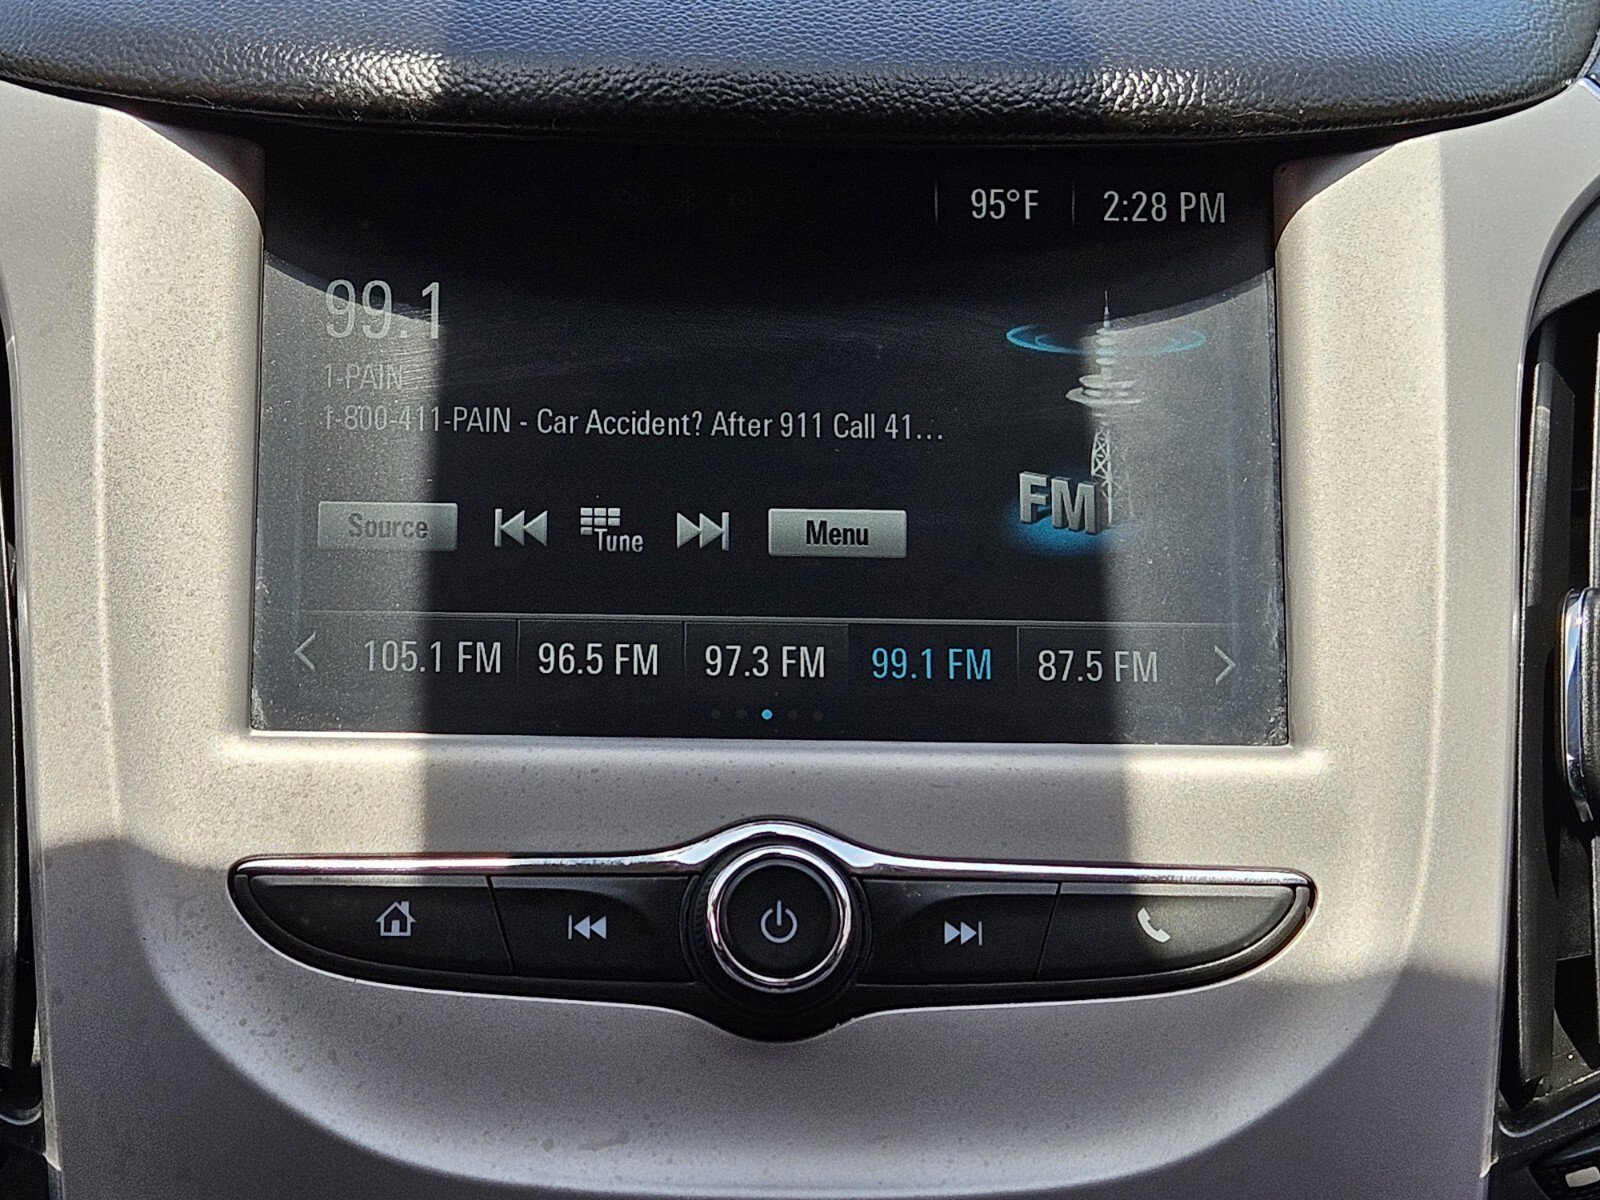 95°F 2:28 PM
99.1
1-PAIN
1-800-411-PAIN - Car Accident? After 911 Call 41...
FM
Source Tune Menu
105.1 FM 96.5 FM 97.3 FM 99.1 FM 87.5 FM